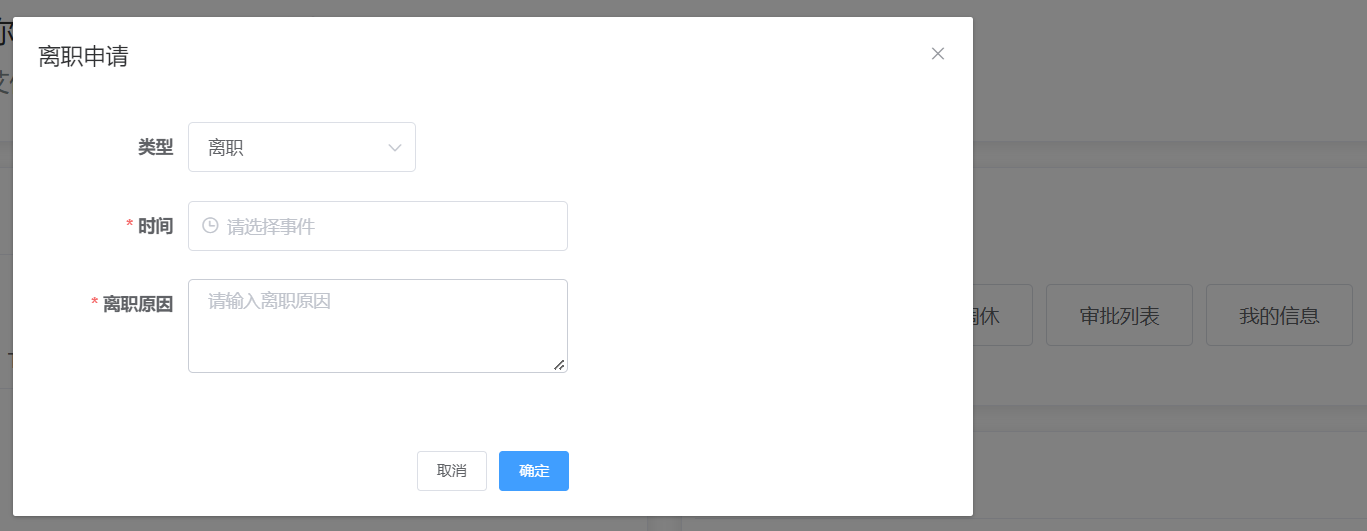 离职申请
类型 离职
* 时间 请选择事件
* 离职原因 请输入离职原因
取消 确定
休 审批列表 我的信息